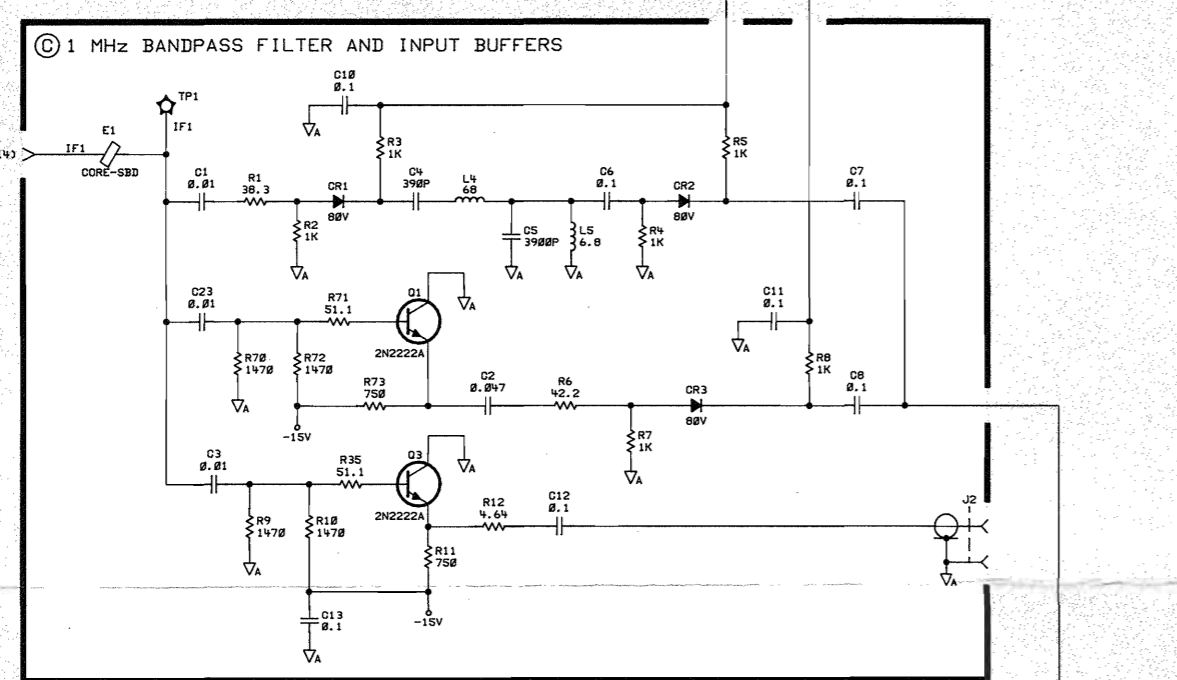 C 1 MHz BANDPASS FILTER AND INPUT BUFFERS
C10
0.1
A
TP1
IF1
4)
IF1
E1
CORE-SBD
R3
1K
R5
1K
C1
0.01
R1
38.3
CR1
80V
C4
390P
L4
68
C6
0.1
CR2
80V
C7
0.1
R2
1K
A
C5
3900P
A
L5
6.8
A
R4
1K
A
C23
0.01
R71
51.1
Q1
2N2222A
A
C11
0.1
A
R70
1470
A
R72
1470
R73
750
-15V
C2
0.047
R6
42.2
CR3
80V
R8
1K
C8
0.1
R7
1K
A
C3
0.01
R35
51.1
Q3
2N2222A
A
R9
1470
A
R10
1470
R12
4.64
C12
0.1
J2
A
R11
750
-15V
C13
0.1
A